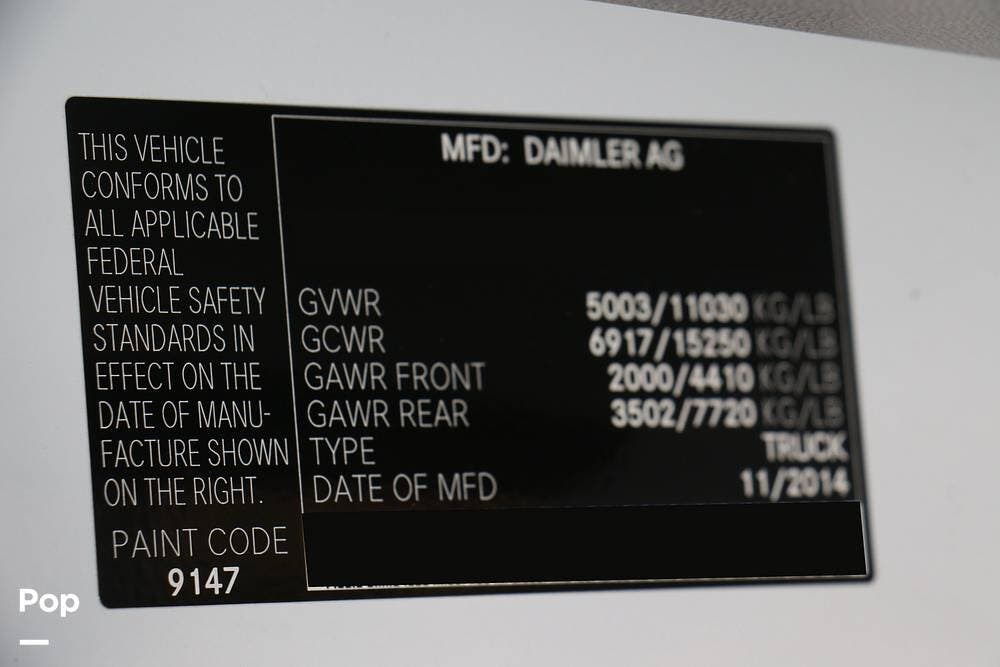 THIS VEHICLE
CONFORMS TO
ALL APPLICABLE
FEDERAL
VEHICLE SAFETY
STANDARDS IN
EFFECT ON THE
DATE OF MANU-
FACTURE SHOWN
ON THE RIGHT.
PAINT CODE
9147
MFD: DAIMLER AG
GVWR 5003/11030 KG/LB
GCWR 6917/15250 KG/LB
GAWR FRONT 2000/4410 KG/LB
GAWR REAR 3502/7720 KG/LB
TYPE TRUCK
DATE OF MFD 11/2014
Pop